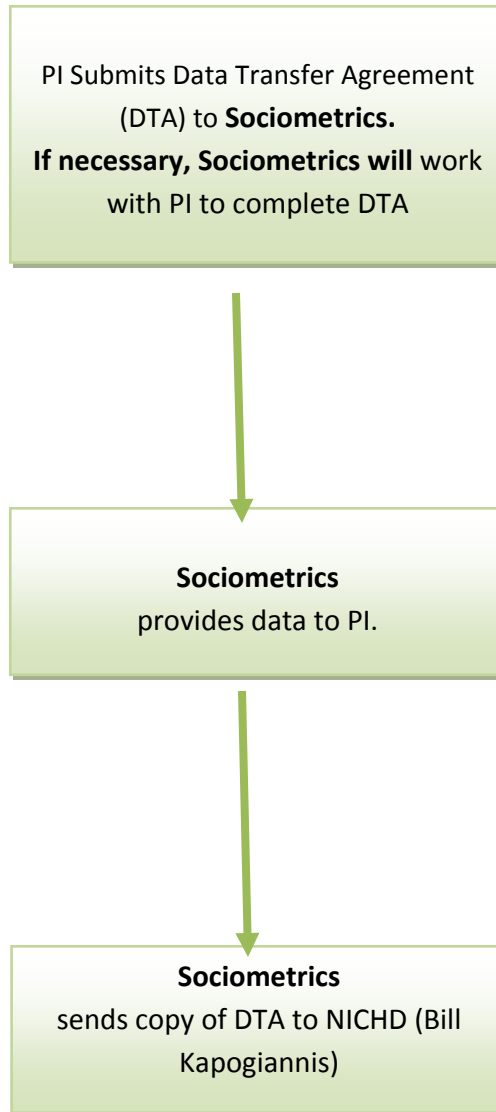 PI Submits Data Transfer Agreement
(DTA) to Sociometrics.
If necessary, Sociometrics will work
with PI to complete DTA
Sociometrics
provides data to PI.
Sociometrics
sends copy of DTA to NICHD (Bill
Kapogiannis)